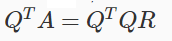 Q^T A = Q^T Q R